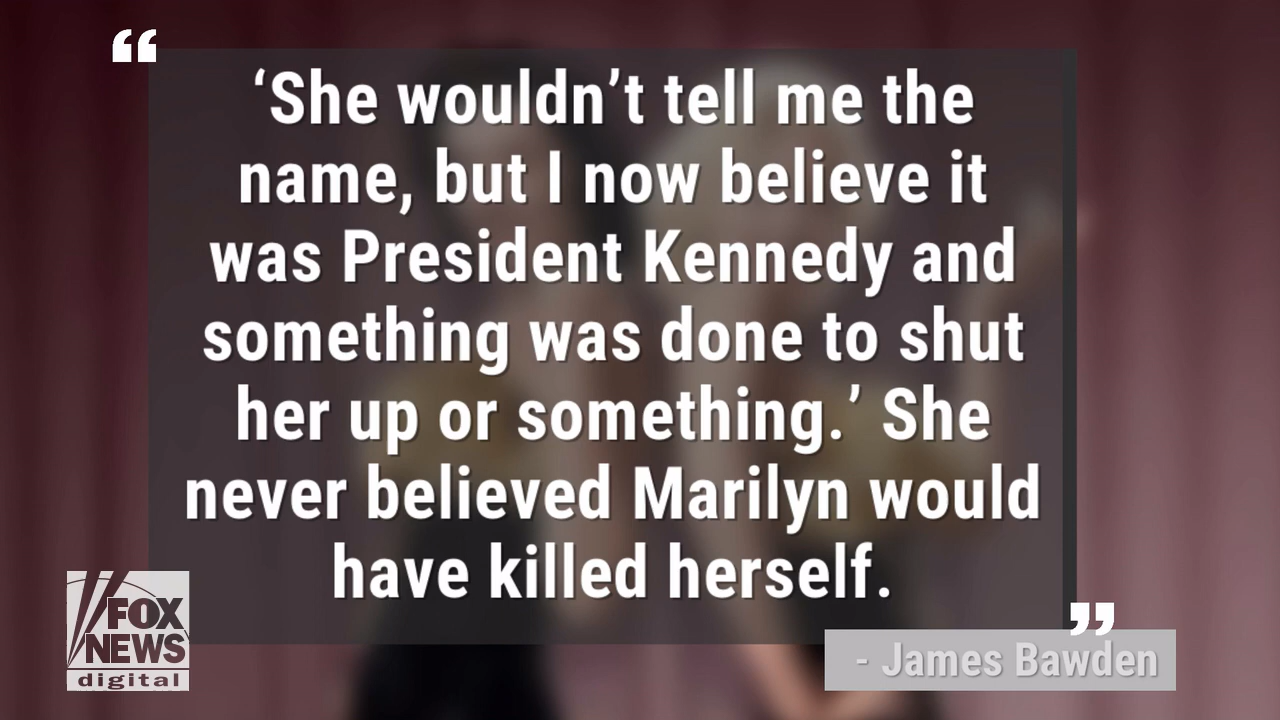 “
‘She wouldn’t tell me the
name, but I now believe it
was President Kennedy and
something was done to shut
her up or something.’ She
never believed Marilyn would
have killed herself.
”
- James Bawden
FOX
NEWS
digital